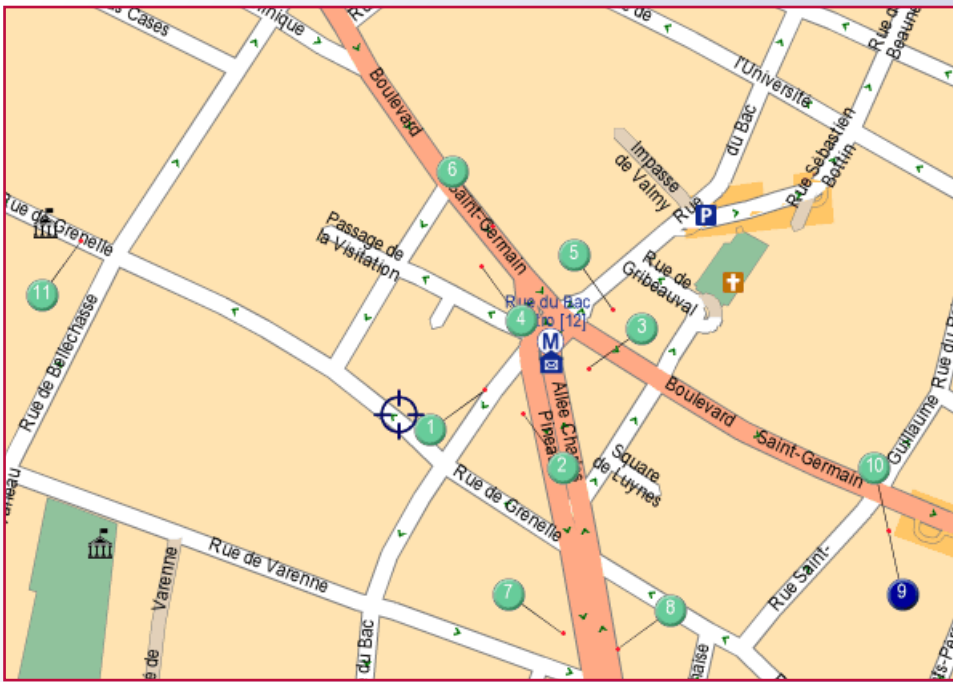 Cases
Rue de
l'Université
Beaune
Boulevard
du Bac
Rue Sébastien
Bottin
Impasse
de Valmy
6
Saint-Germain
Rue
P
Rue de Grenelle
Passage de
la Visitation
5
Rue de
Gribeauval
11
Rue du Bac
[12]
4
3
M
Rue de Bellechasse
Allée
1
Boulevard
Saint-Germain
Guillaume
Rue du
2
Square
de Luynes
10
Rue de Grenelle
Rue de Varenne
Varenne
Rue Saint-
7
8
9
du Bac